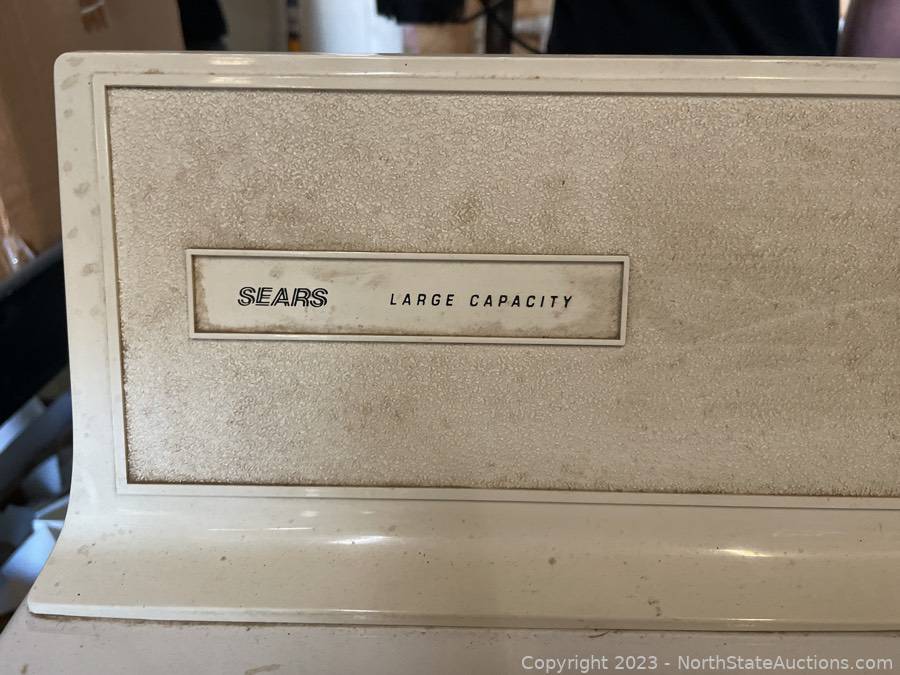 SEARS LARGE CAPACITY
Copyright © 2023 - NorthStateAuctions.com